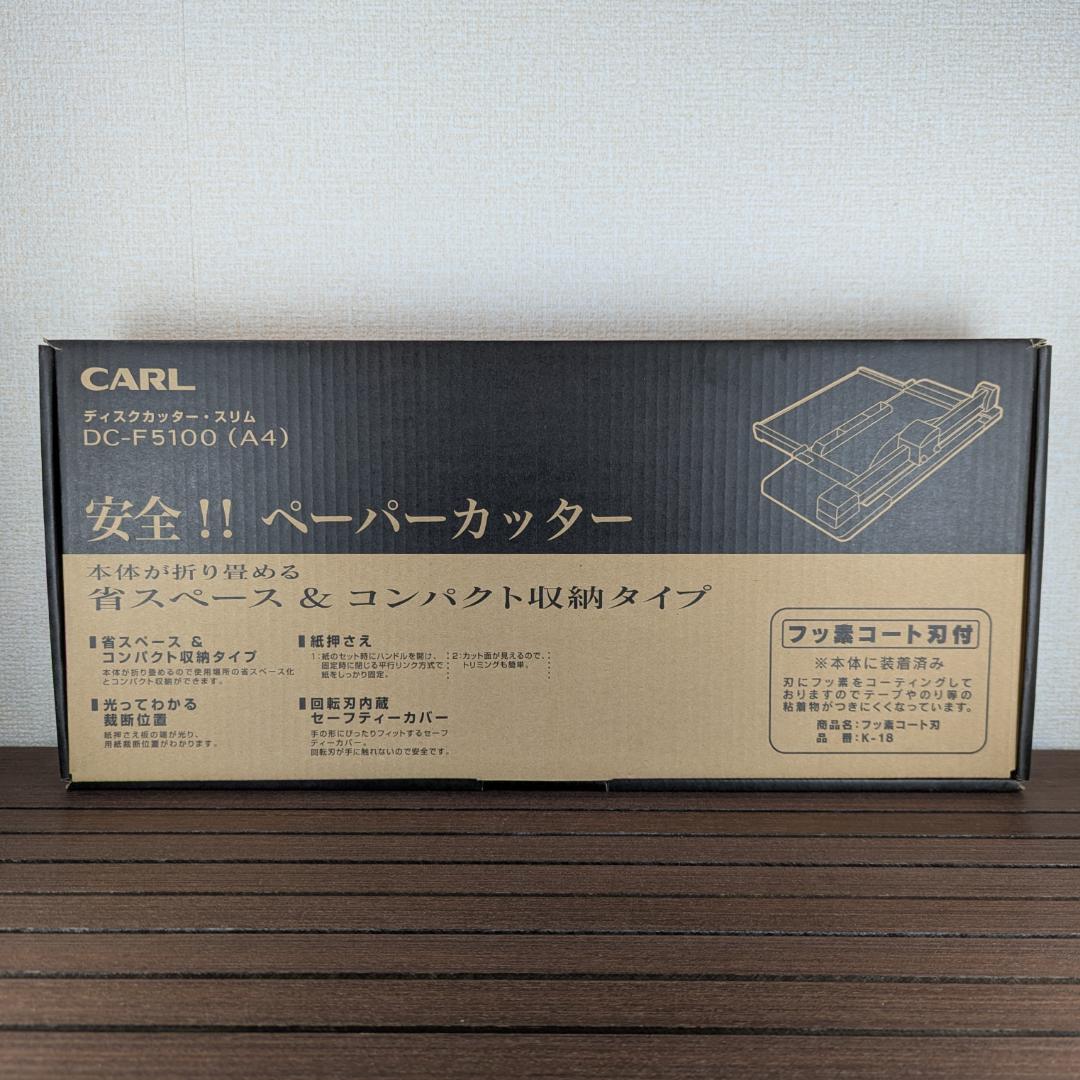 CARL
ディスクカッター・スリム
DC-F5100 (A4)
安全!! ペーパーカッター
本体が折り畳める
省スペース & コンパクト収納タイプ
省スペース &
コンパクト収納タイプ
本体が折り畳めるので使用場所の省スペース化
とコンパクト収納ができます。
光ってわかる
裁断位置
紙押さえ板の端が光り、
用紙裁断位置がわかります。
紙押さえ
1:紙のセット時にハンドルを開け、
固定時に閉じる平行リンク方式で
紙をしっかり固定。
2:カット面が見えるので、
トリミングも簡単。
回転刃内蔵
セーフティーカバー
手の形にぴったりフィットするセーフ
ティーカバー。
回転刃が手に触れないので安全です。
フッ素コート刃付
※本体に装着済み
刃にフッ素をコーティングして
おりますのでテープやのり等の
粘着物がつきにくくなっています。
商品名:フッ素コート刃
品 番:K-18